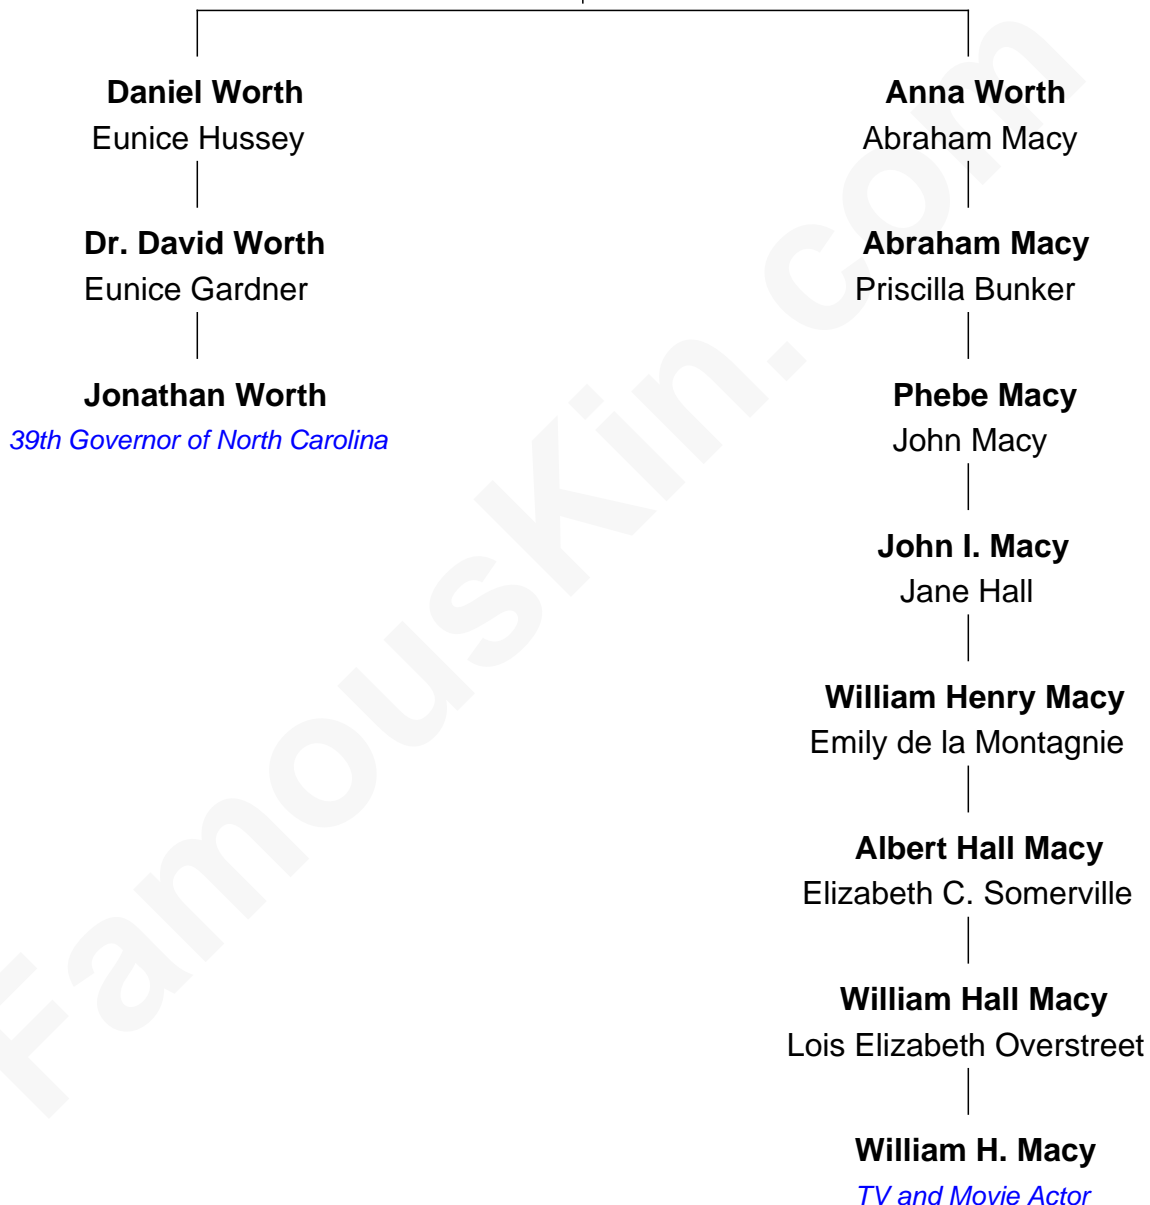 Daniel Worth
Eunice Hussey
Dr. David Worth
Eunice Gardner
Jonathan Worth
39th Governor of North Carolina
Anna Worth
Abraham Macy
Abraham Macy
Priscilla Bunker
Phebe Macy
John Macy
John I. Macy
Jane Hall
William Henry Macy
Emily de la Montagnie
Albert Hall Macy
Elizabeth C. Somerville
William Hall Macy
Lois Elizabeth Overstreet
William H. Macy
TV and Movie Actor
FamousKin.com